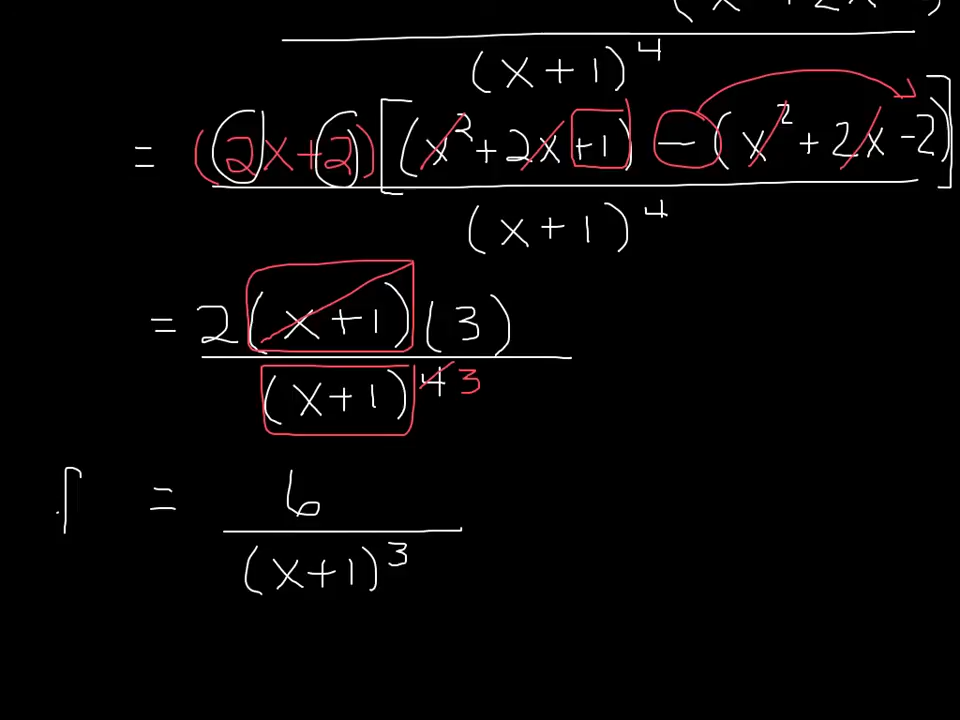 (x + 2x
(x + 1)^4
= (2x + 2)[(x² + 2x + 1) − (x² + 2x − 2)]
(x + 1)^4
= 2(x + 1)(3)
(x + 1)^4 3
f = 6
(x + 1)^3